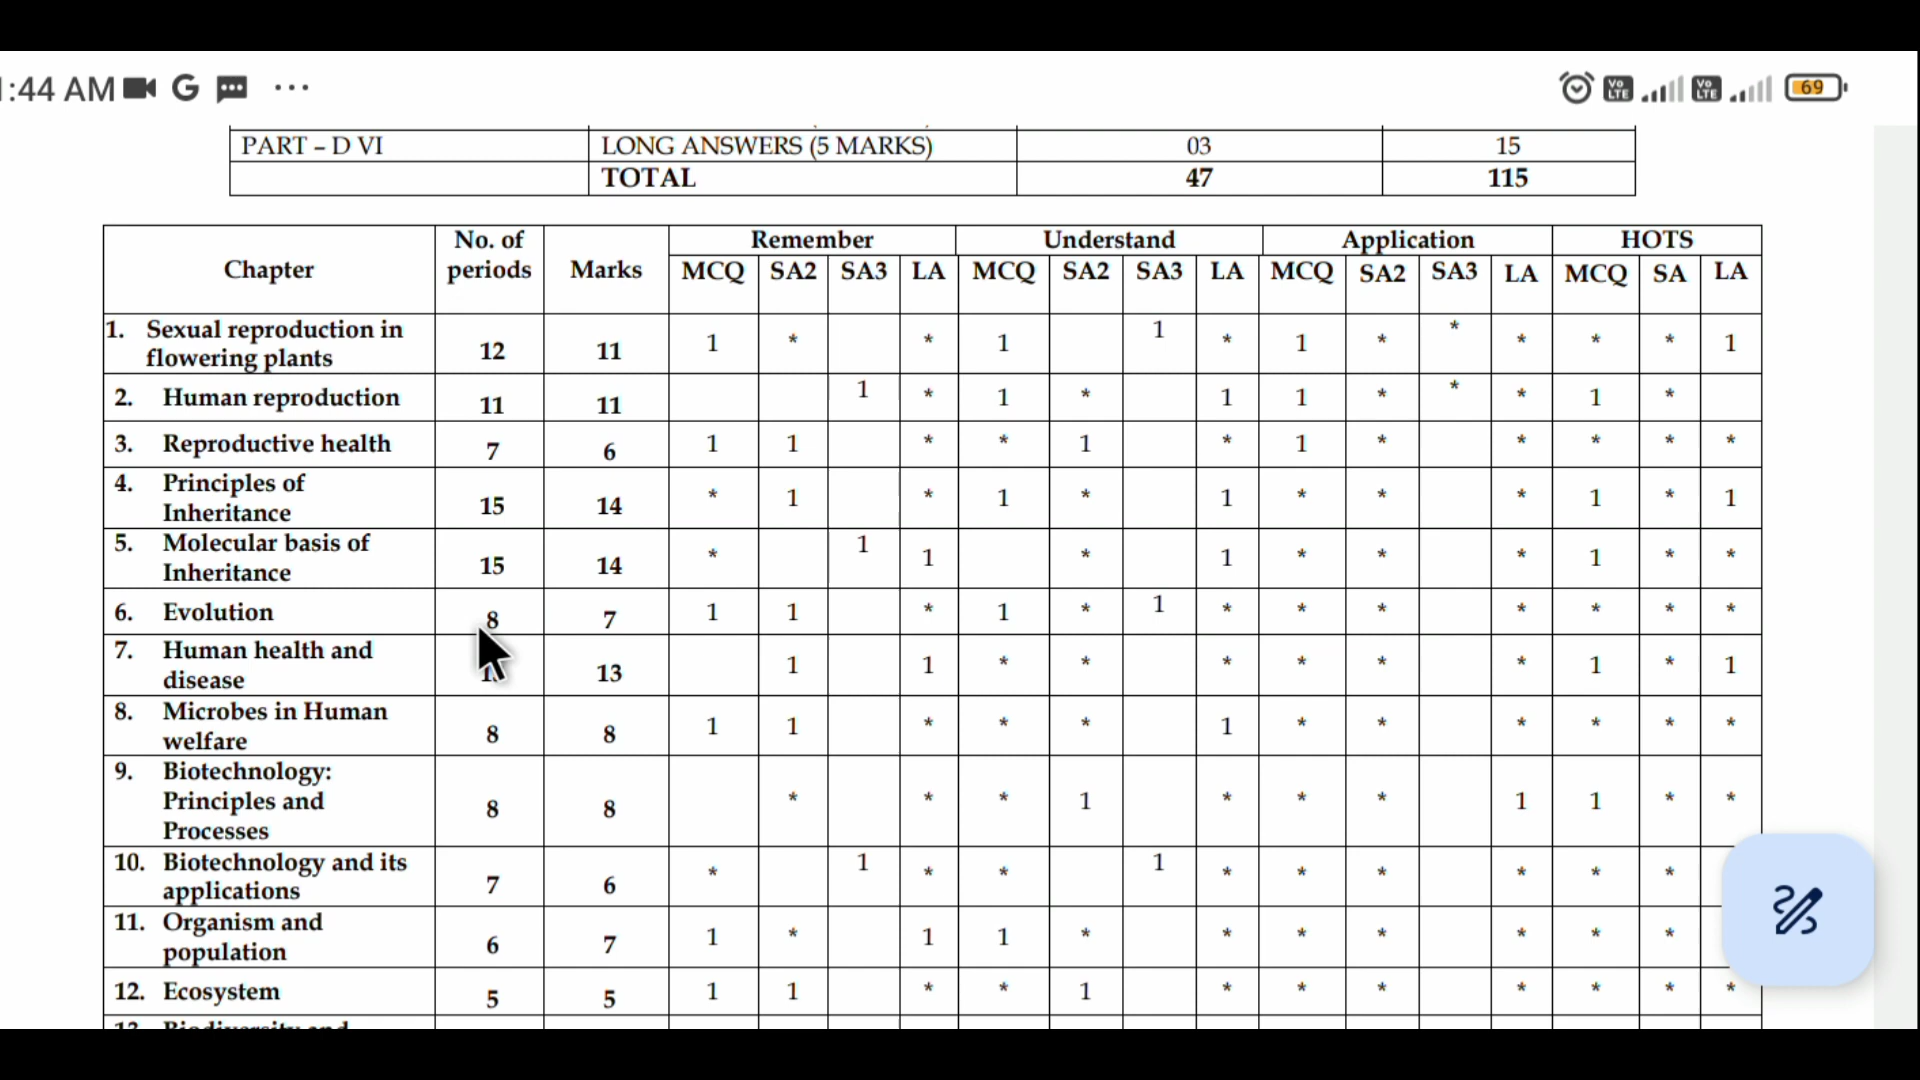 :44 AM G ...
Vo LTE Vo LTE 69
PART – D VI LONG ANSWERS (5 MARKS) 03 15
TOTAL 47 115
Chapter No. of periods Marks Remember Understand Application HOTS
MCQ SA2 SA3 LA MCQ SA2 SA3 LA MCQ SA2 SA3 LA MCQ SA LA
1. Sexual reproduction in flowering plants 12 11 1 * * 1 1 * 1 * * * * * 1
2. Human reproduction 11 11 1 * 1 * 1 1 * * * 1 *
3. Reproductive health 7 6 1 1 * * 1 * 1 * * * * *
4. Principles of Inheritance 15 14 * 1 * 1 * 1 * * * 1 * 1
5. Molecular basis of Inheritance 15 14 * 1 1 * 1 * * * 1 * *
6. Evolution 8 7 1 1 * 1 * 1 * * * * * * *
7. Human health and disease 13 1 1 * * * * * * 1 * 1
8. Microbes in Human welfare 8 8 1 1 * * * 1 * * * * * *
9. Biotechnology: Principles and Processes 8 8 * * * 1 * * * 1 1 * *
10. Biotechnology and its applications 7 6 * 1 * * 1 * * * * * *
11. Organism and population 6 7 1 * 1 1 * * * * * * *
12. Ecosystem 5 5 1 1 * * 1 * * * * * * *